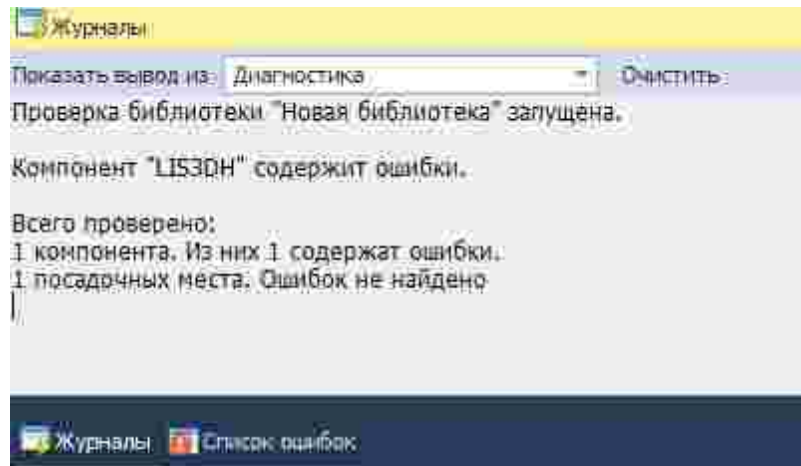 Журналы
Показать вывод из: Диагностика Очистить
Проверка библиотеки "Новая библиотека" запущена.
Компонент "LIS3DH" содержит ошибки.
Всего проверено:
1 компонента. Из них 1 содержат ошибки.
1 посадочных места. Ошибок не найдено
Журналы Список ошибок